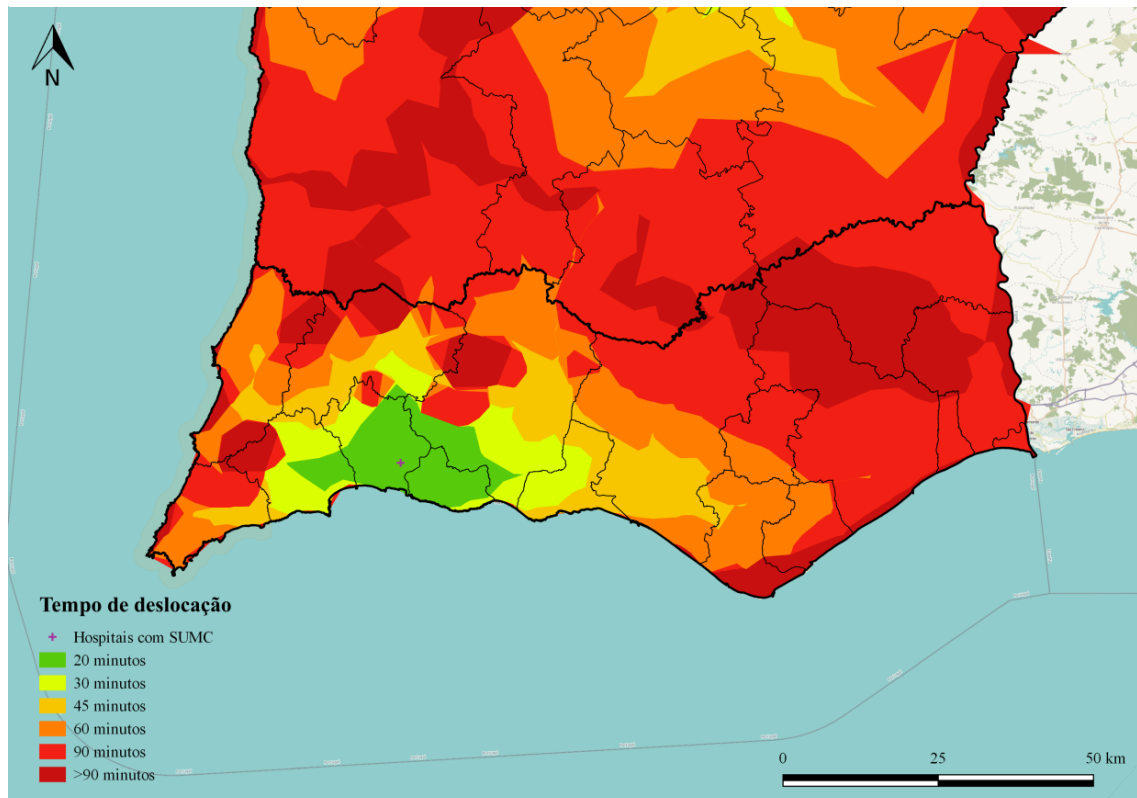 N
Tempo de deslocação
Hospitais com SUMC
20 minutos
30 minutos
45 minutos
60 minutos
90 minutos
>90 minutos
0 25 50 km